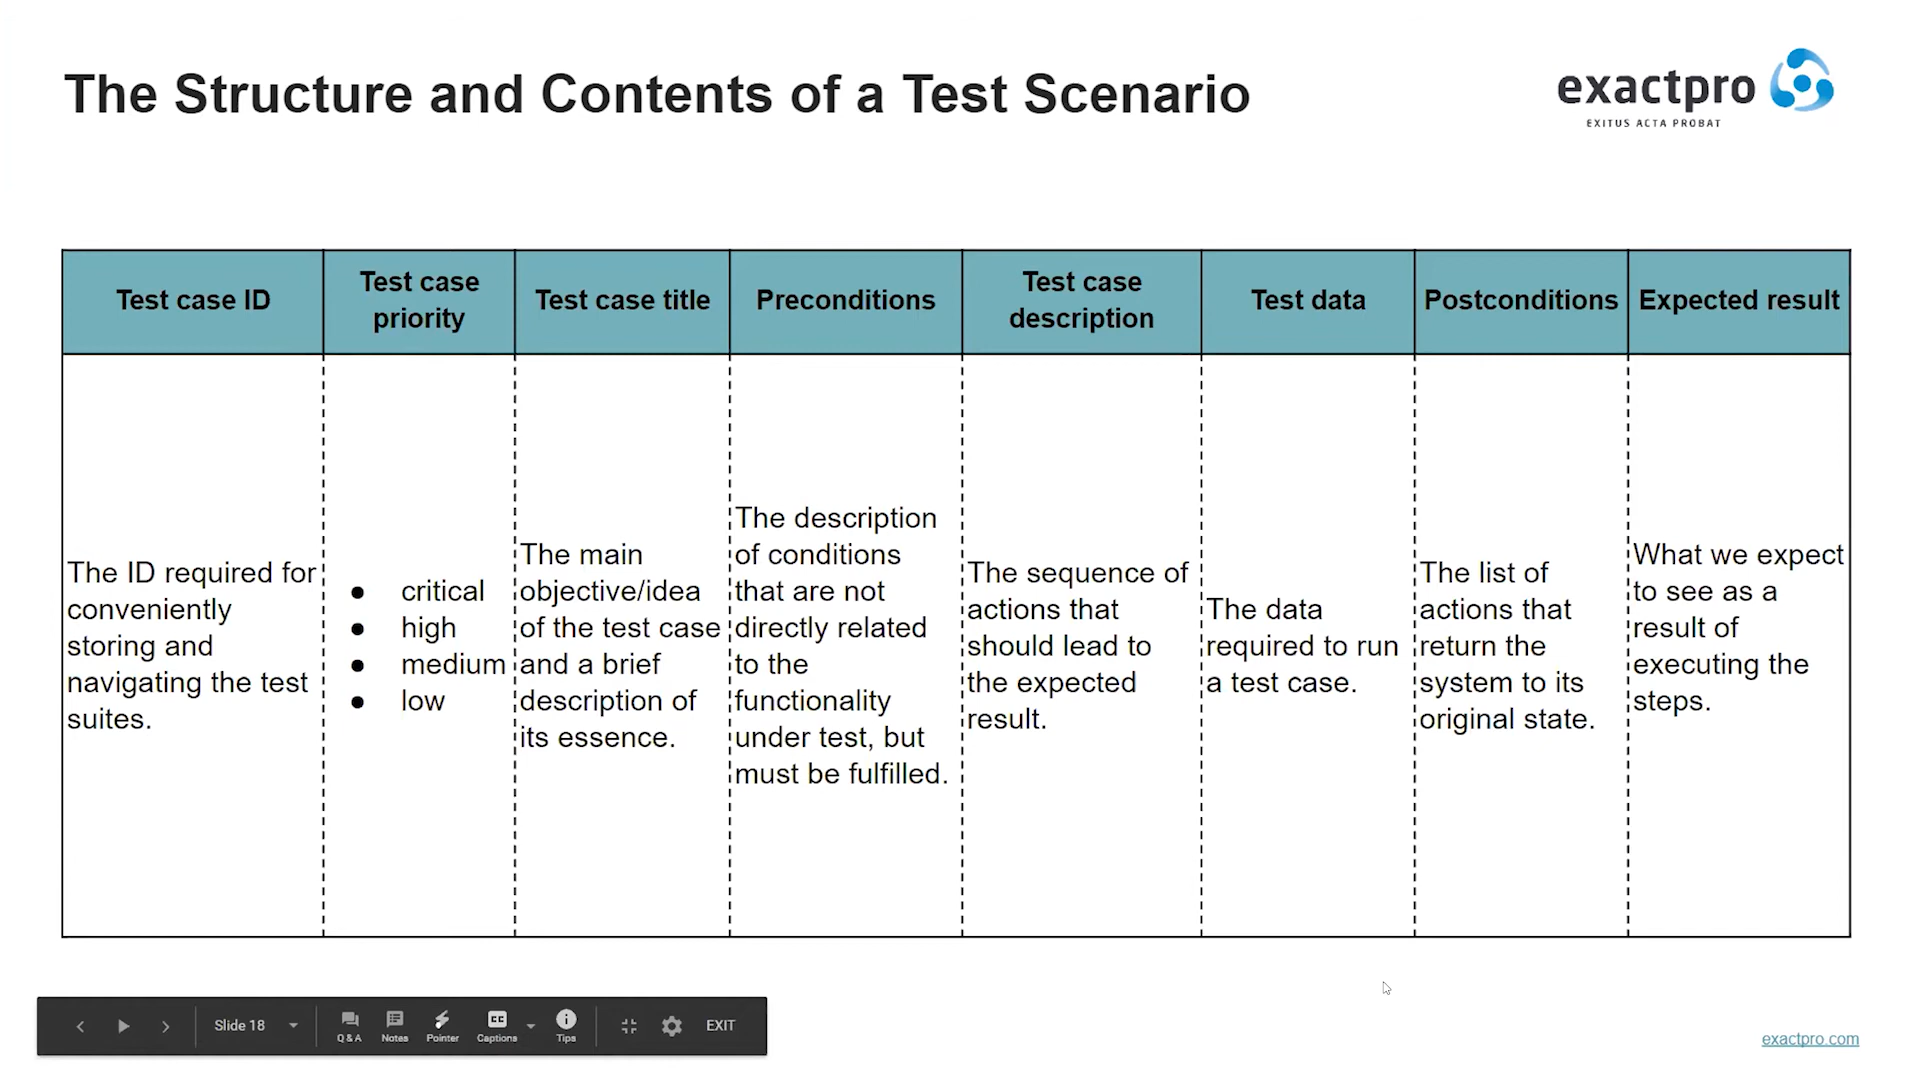 The Structure and Contents of a Test Scenario
exactpro
EXITUS ACTA PROBAT
Test case ID
Test case
priority
Test case title
Preconditions
Test case
description
Test data
Postconditions
Expected result
The ID required for
conveniently
storing and
navigating the test
suites.
● critical
● high
● medium
● low
The main
objective/idea
of the test case
and a brief
description of
its essence.
The description
of conditions
that are not
directly related
to the
functionality
under test, but
must be fulfilled.
The sequence of
actions that
should lead to
the expected
result.
The data
required to run
a test case.
The list of
actions that
return the
system to its
original state.
What we expect
to see as a
result of
executing the
steps.
Slide 18
Q & A
Notes
Pointer
CC
Captions
Tips
EXIT
exactpro.com